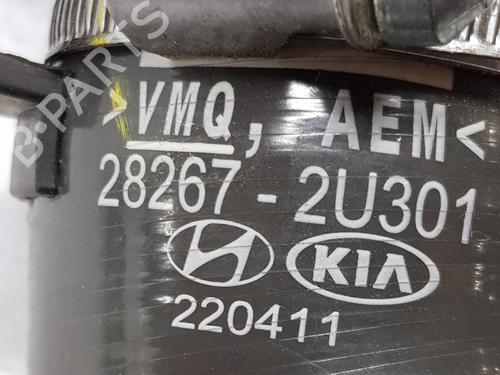 >VMQ, AEM<
28267-2U301
KIA
220411
B-PARTS